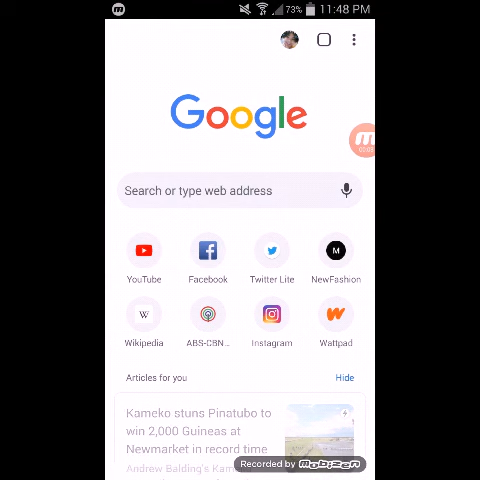 73% 11:48 PM
Google
Search or type web address
YouTube Facebook Twitter Lite NewFashion
Wikipedia ABS-CBN... Instagram Wattpad
Articles for you Hide
Kameko stuns Pinatubo to
win 2,000 Guineas at
Newmarket in record time
Andrew Balding's Kam
Recorded by mobizen